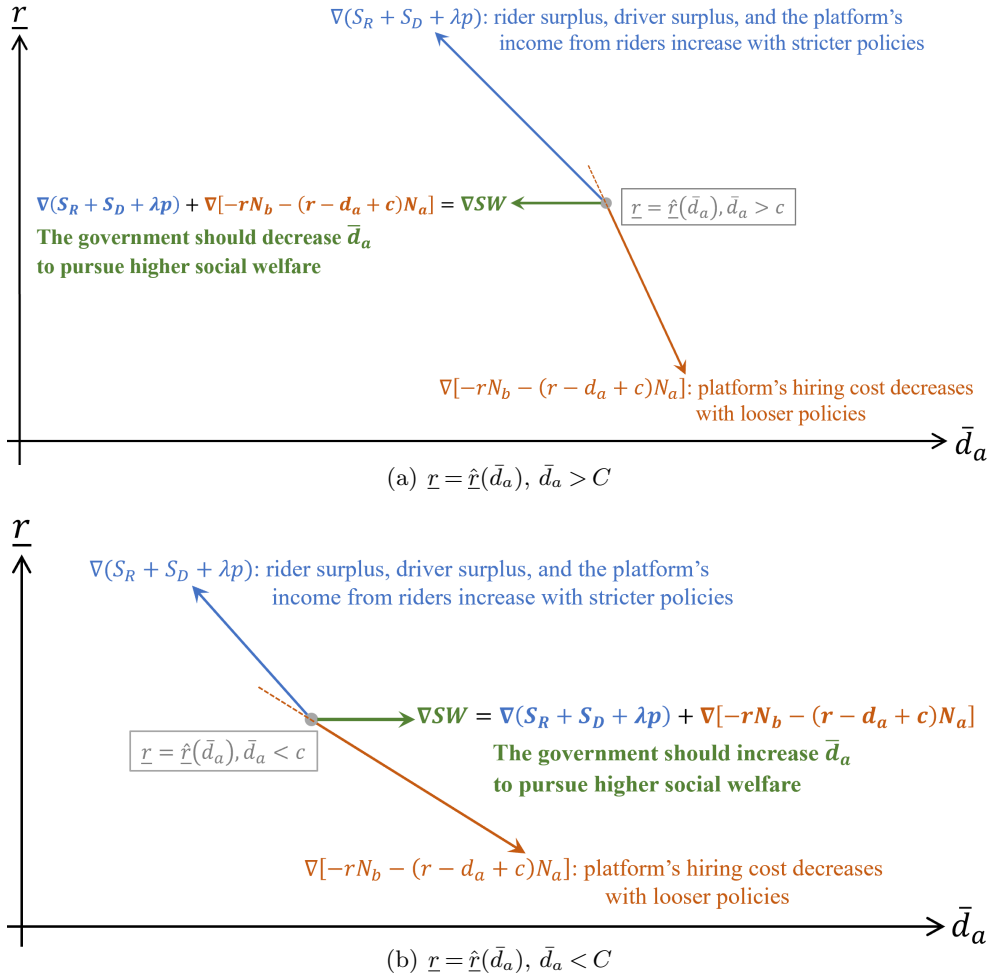 r̲
∇(S_R + S_D + λp): rider surplus, driver surplus, and the platform's
income from riders increase with stricter policies
∇(S_R + S_D + λp) + ∇[−rN_b − (r − d_a + c)N_a] = ∇SW
r̲ = r̲̂(d̄_a), d̄_a > c
The government should decrease d̄_a
to pursue higher social welfare
∇[−rN_b − (r − d_a + c)N_a]: platform's hiring cost decreases
with looser policies
d̄_a
(a) r̲ = r̲̂(d̄_a), d̄_a > C
r̲
∇(S_R + S_D + λp): rider surplus, driver surplus, and the platform's
income from riders increase with stricter policies
∇SW = ∇(S_R + S_D + λp) + ∇[−rN_b − (r − d_a + c)N_a]
r̲ = r̲̂(d̄_a), d̄_a < c
The government should increase d̄_a
to pursue higher social welfare
∇[−rN_b − (r − d_a + c)N_a]: platform's hiring cost decreases
with looser policies
d̄_a
(b) r̲ = r̲̂(d̄_a), d̄_a < C